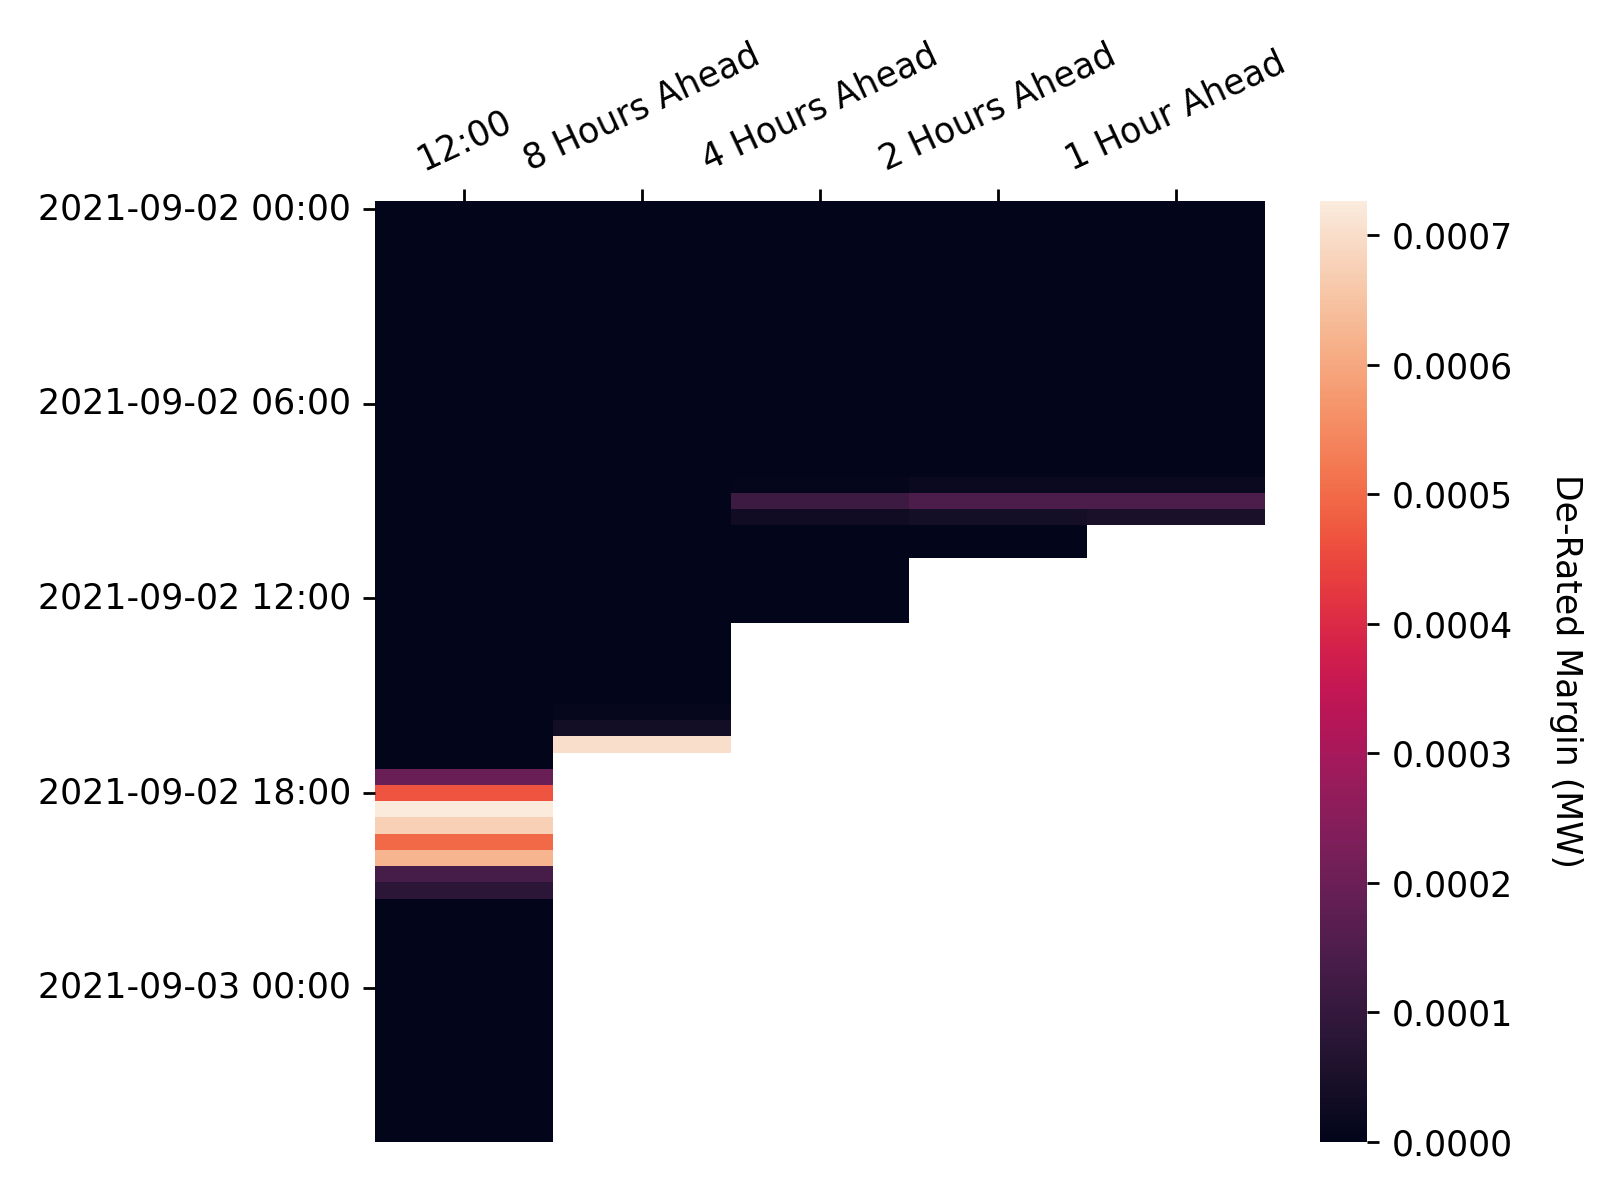 12:00
8 Hours Ahead
4 Hours Ahead
2 Hours Ahead
1 Hour Ahead
2021-09-02 00:00
2021-09-02 06:00
2021-09-02 12:00
2021-09-02 18:00
2021-09-03 00:00
0.0007
0.0006
0.0005
0.0004
0.0003
0.0002
0.0001
0.0000
De-Rated Margin (MW)